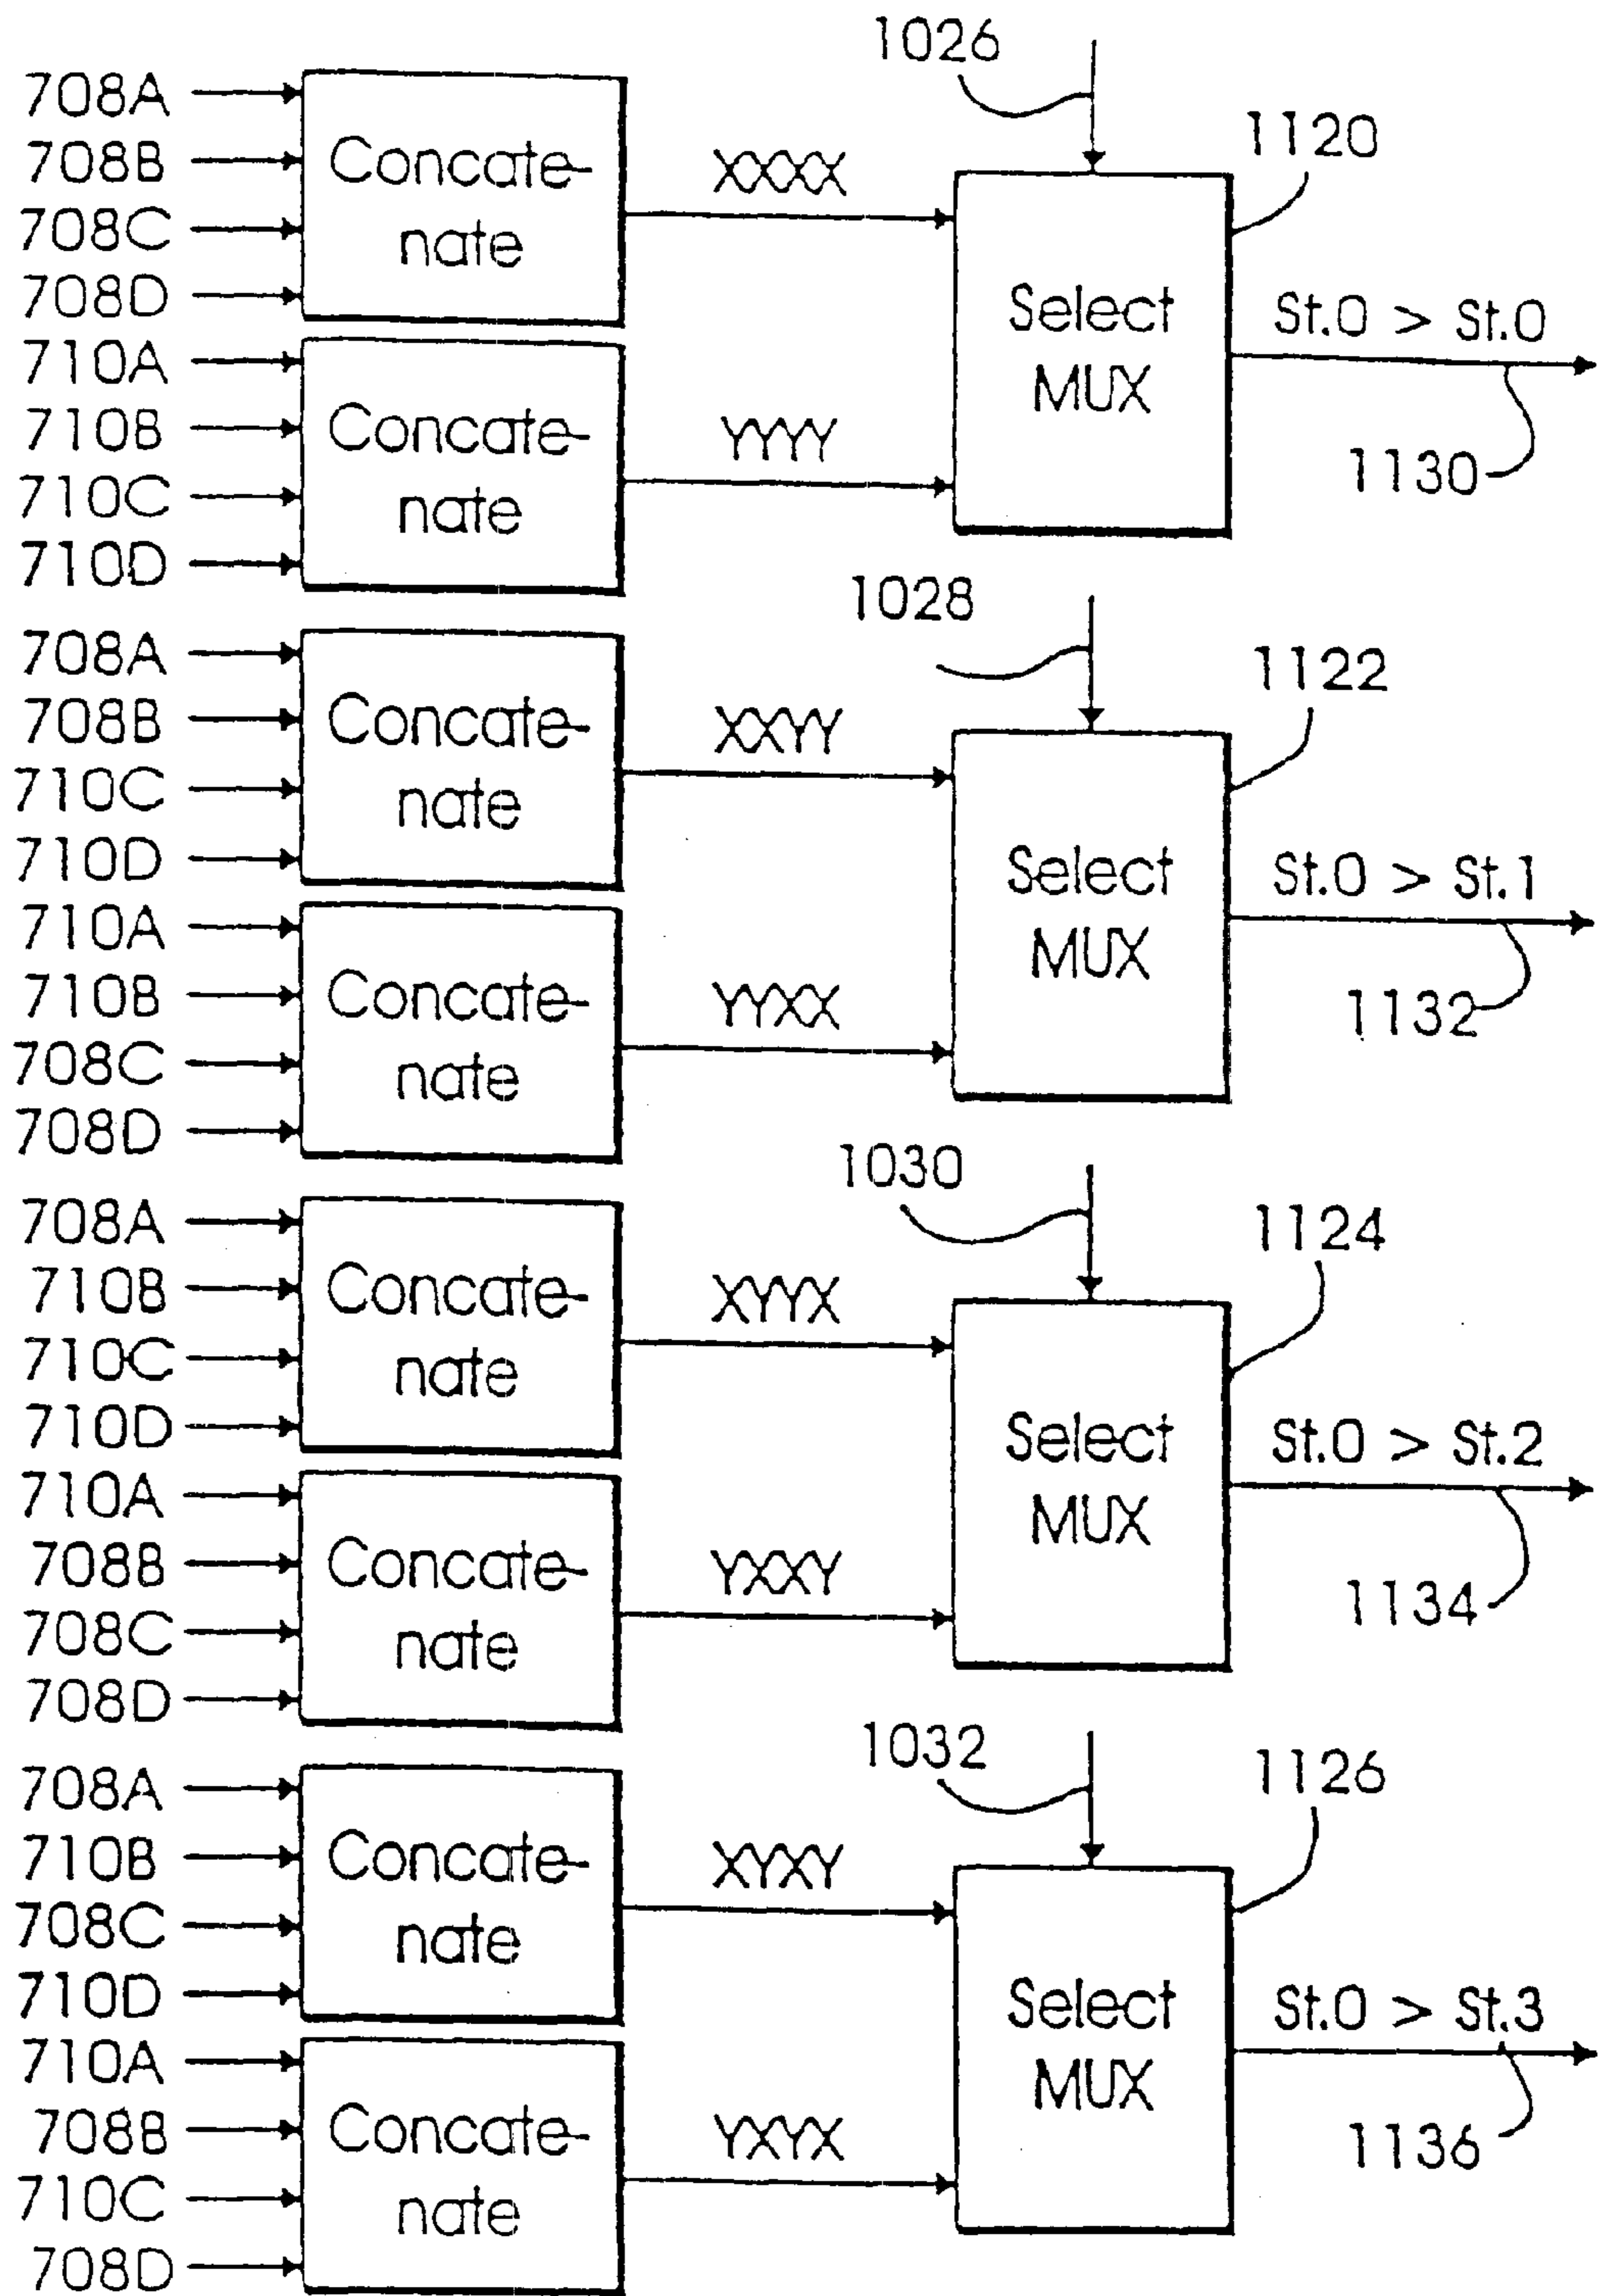 1026
708A
708B
708C
708D
Concate-
nate
XXXX
1120
Select
MUX
St.0 > St.0
1130
710A
710B
710C
710D
Concate-
nate
YYYY
1028
708A
708B
710C
710D
Concate-
nate
XXYY
1122
Select
MUX
St.0 > St.1
1132
710A
710B
708C
708D
Concate-
nate
YYXX
1030
708A
710B
710C
710D
Concate-
nate
XYYX
1124
Select
MUX
St.0 > St.2
1134
710A
708B
708C
708D
Concate-
nate
YXXY
1032
708A
710B
708C
710D
Concate-
nate
XYXY
1126
Select
MUX
St.0 > St.3
1136
710A
708B
710C
708D
Concate-
nate
YXYX